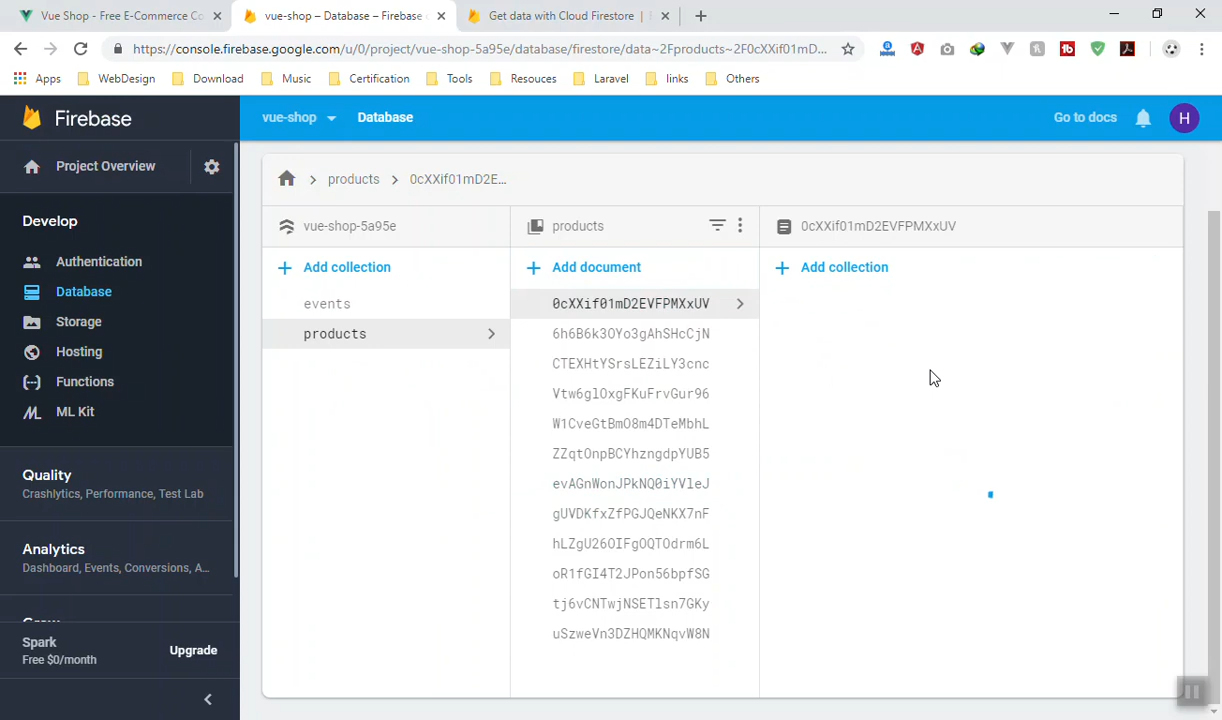 Vue Shop - Free E-Commerce Co
vue-shop – Database – Firebase
Get data with Cloud Firestore |
https://console.firebase.google.com/u/0/project/vue-shop-5a95e/database/firestore/data~2Fproducts~2F0cXXif01mD...
Apps
WebDesign
Download
Music
Certification
Tools
Resouces
Laravel
links
Others
Firebase
vue-shop
Database
Go to docs
H
Project Overview
products
0cXXif01mD2E...
Develop
vue-shop-5a95e
products
0cXXif01mD2EVFPMXxUV
Authentication
Add collection
Add document
Add collection
Database
events
0cXXif01mD2EVFPMXxUV
Storage
products
6h6B6k3OYo3gAhSHcCjN
Hosting
CTEXHtYSrsLEZiLY3cnc
Functions
Vtw6glOxgFKuFrvGur96
ML Kit
W1CveGtBmO8m4DTeMbhL
ZZqtOnpBCYhzngdpYUB5
Quality
Crashlytics, Performance, Test Lab
evAGnWonJPkNQ0iYVleJ
gUVDKfxZfPGJQeNKX7nF
Analytics
Dashboard, Events, Conversions, A...
hLZgU26OIFgOQTOdrm6L
oR1fGI4T2JPon56bpfSG
tj6vCNTwjNSETlsn7GKy
uSzweVn3DZHQMKNqvW8N
Spark
Free $0/month
Upgrade